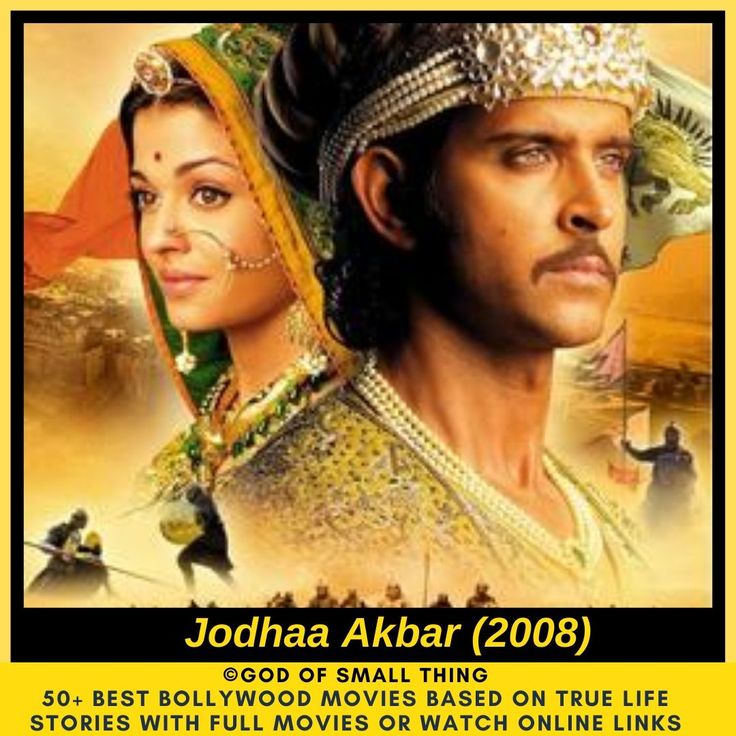 Jodhaa Akbar (2008)
©GOD OF SMALL THING
50+ BEST BOLLYWOOD MOVIES BASED ON TRUE LIFE
STORIES WITH FULL MOVIES OR WATCH ONLINE LINKS